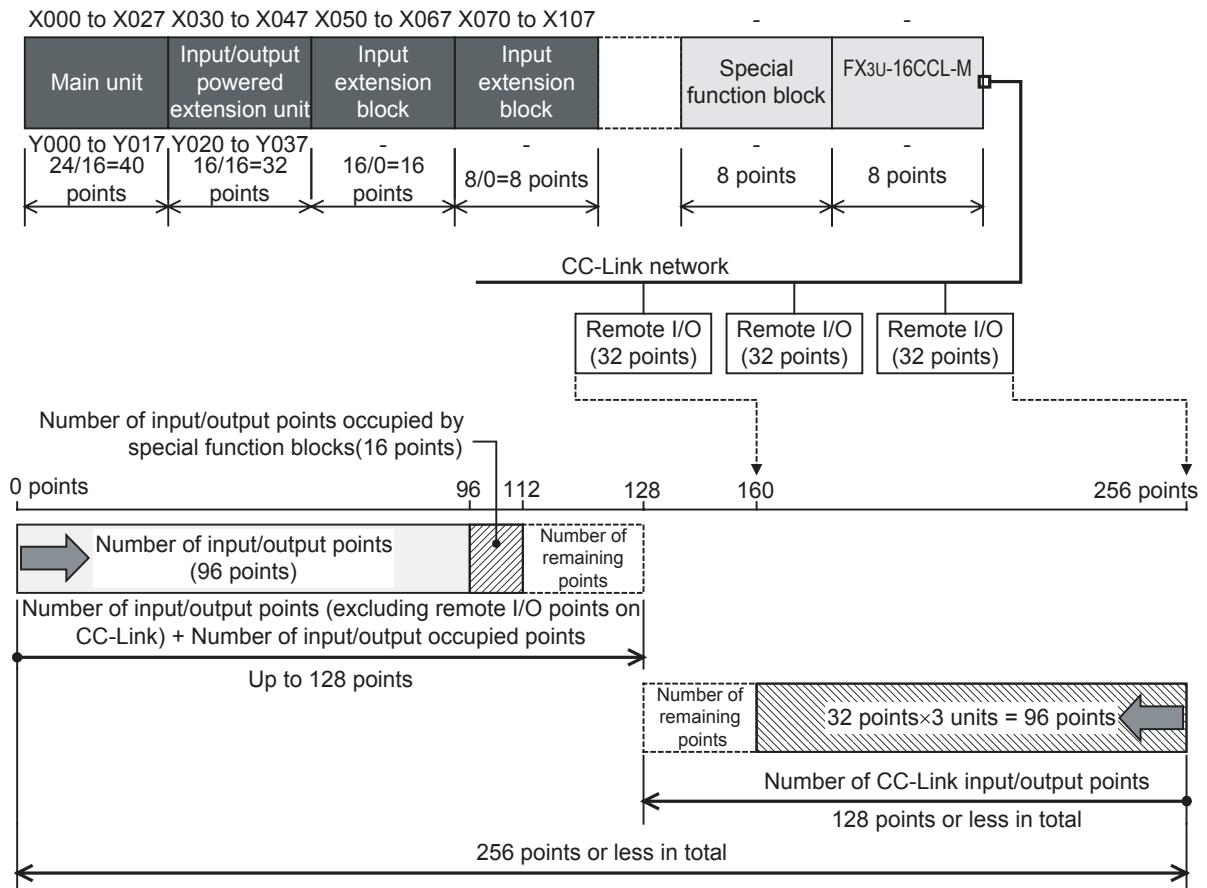 X000 to X027 X030 to X047 X050 to X067 X070 to X107 - -
Main unit
Input/output
powered
extension unit
Input
extension
block
Input
extension
block
Special
function block
FX3U-16CCL-M
Y000 to Y017 Y020 to Y037 - - - -
24/16=40
points
16/16=32
points
16/0=16
points
8/0=8 points
8 points
8 points
CC-Link network
Remote I/O
(32 points)
Remote I/O
(32 points)
Remote I/O
(32 points)
Number of input/output points occupied by
special function blocks(16 points)
0 points 96 112 128 160 256 points
Number of input/output points
(96 points)
Number of
remaining
points
Number of input/output points (excluding remote I/O points on
CC-Link) + Number of input/output occupied points
Up to 128 points
Number of
remaining
points
32 points×3 units = 96 points
Number of CC-Link input/output points
128 points or less in total
256 points or less in total